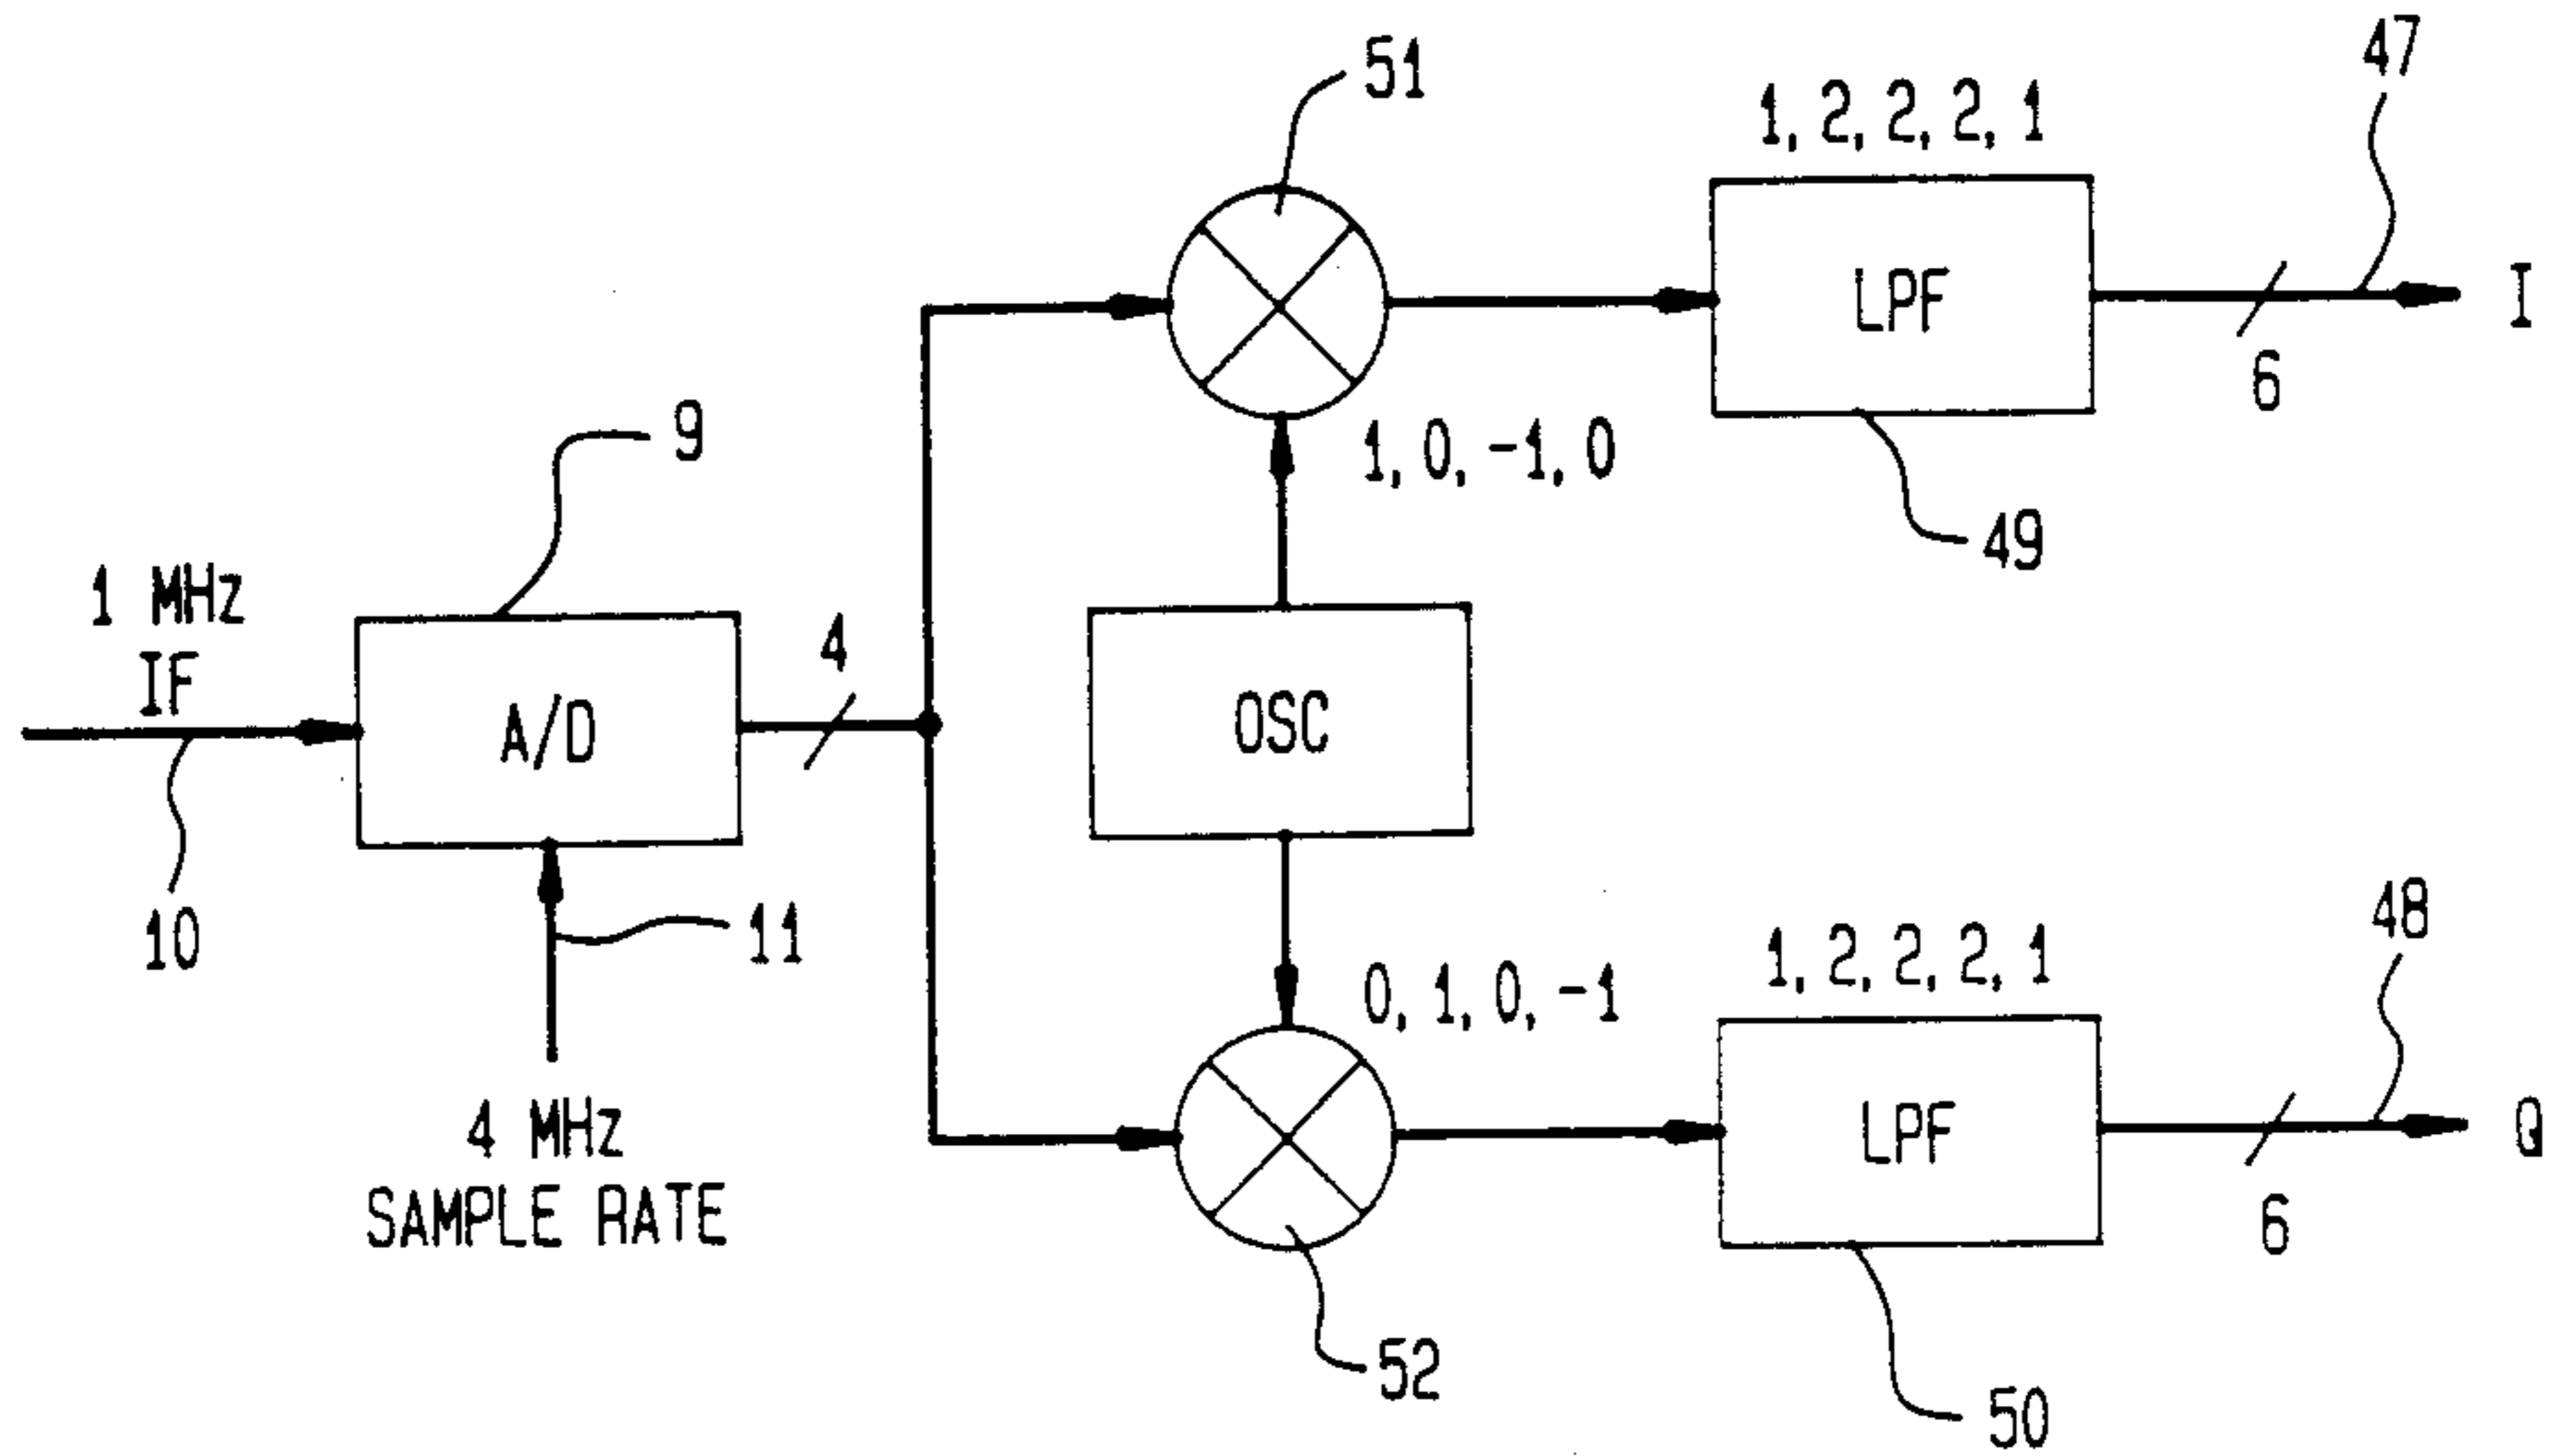 51
47
1, 2, 2, 2, 1
LPF
I
6
1, 0, -1, 0
49
9
1 MHz
IF
A/D
4
OSC
10
11
4 MHz
SAMPLE RATE
0, 1, 0, -1
1, 2, 2, 2, 1
48
LPF
Q
6
52
50